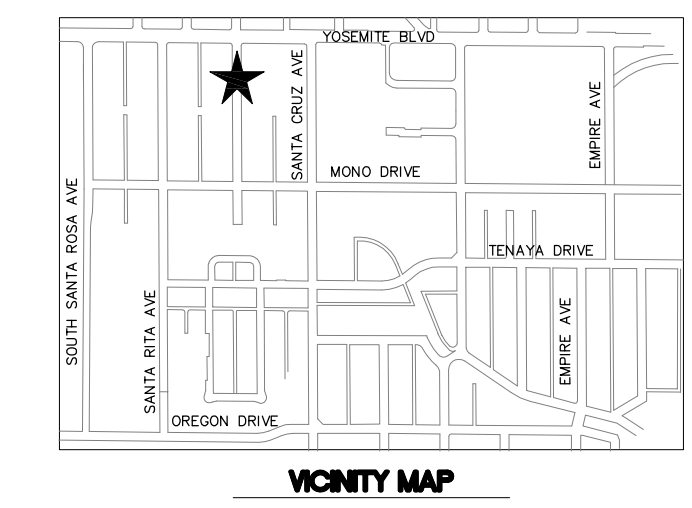 YOSEMITE BLVD
SANTA CRUZ AVE
EMPIRE AVE
MONO DRIVE
SOUTH SANTA ROSA AVE
TENAYA DRIVE
SANTA RITA AVE
EMPIRE AVE
OREGON DRIVE
VICINITY MAP